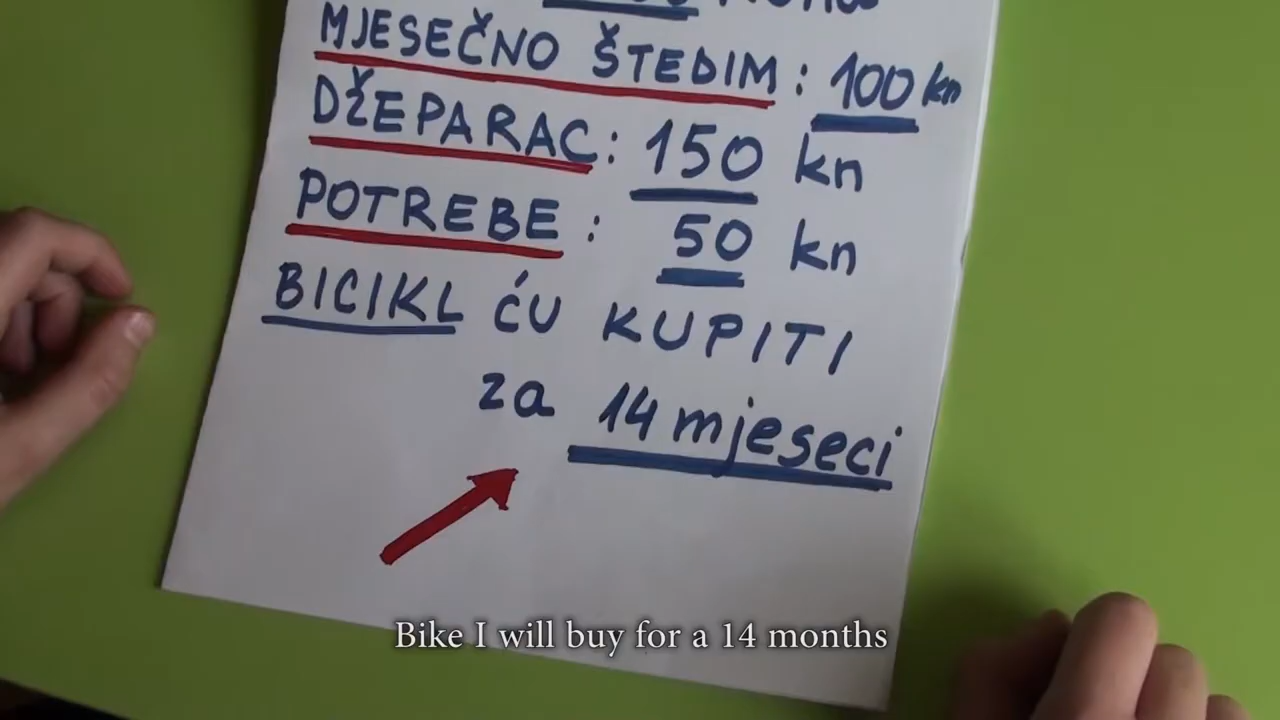 MJESEČNO ŠTEDIM: 100 kn
DŽEPARAC: 150 kn
POTREBE: 50 kn
BICIKL ĆU KUPITI
za 14 mjeseci
Bike I will buy for a 14 months